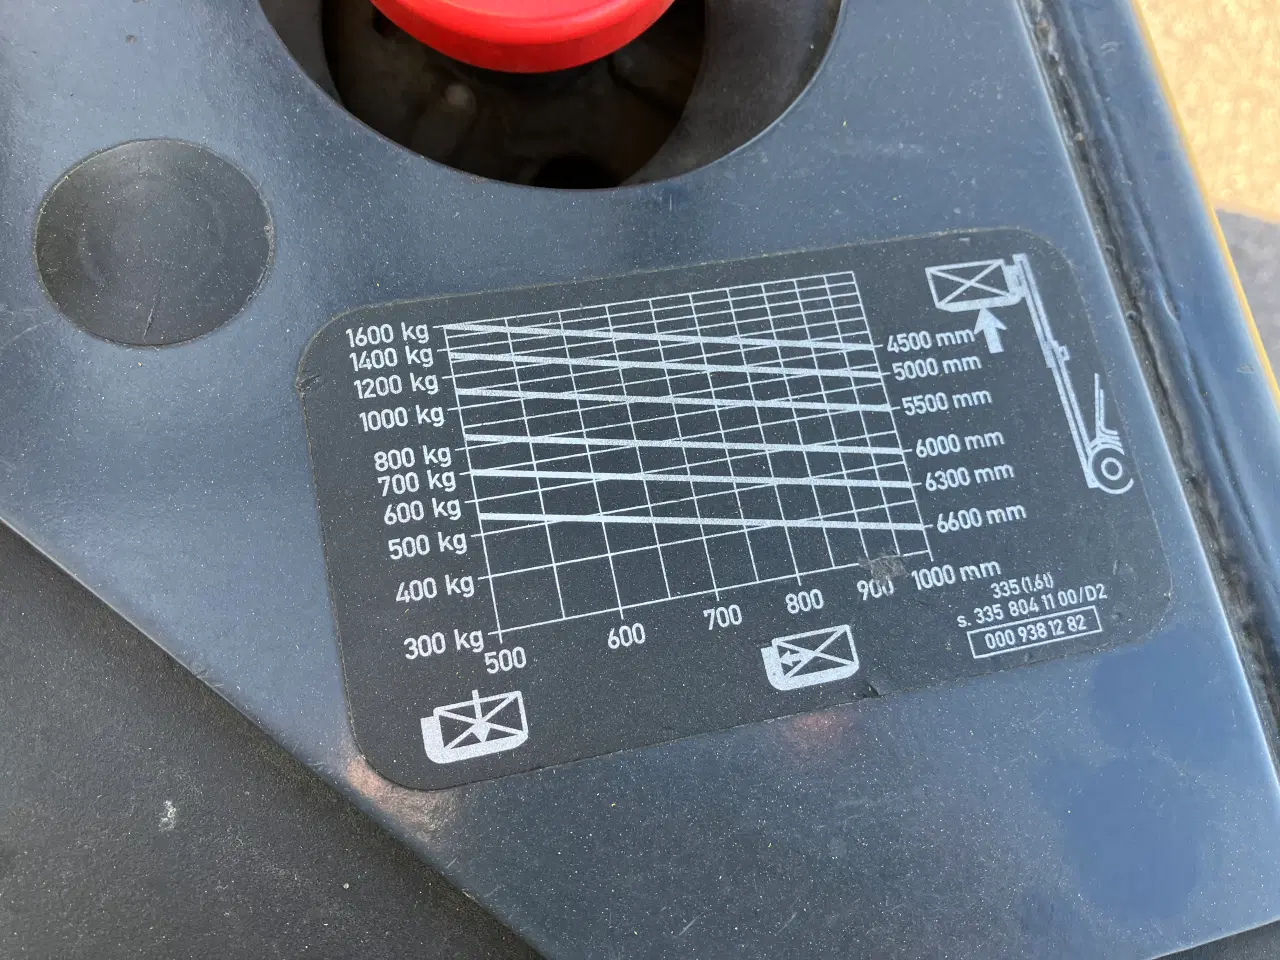 1600 kg
1400 kg
1200 kg
1000 kg
800 kg
700 kg
600 kg
500 kg
400 kg
300 kg
4500 mm
5000 mm
5500 mm
6000 mm
6300 mm
6600 mm
500
600
700
800
900
1000 mm
335 (1,6t)
s. 335 804 11 00/D2
000 938 12 82